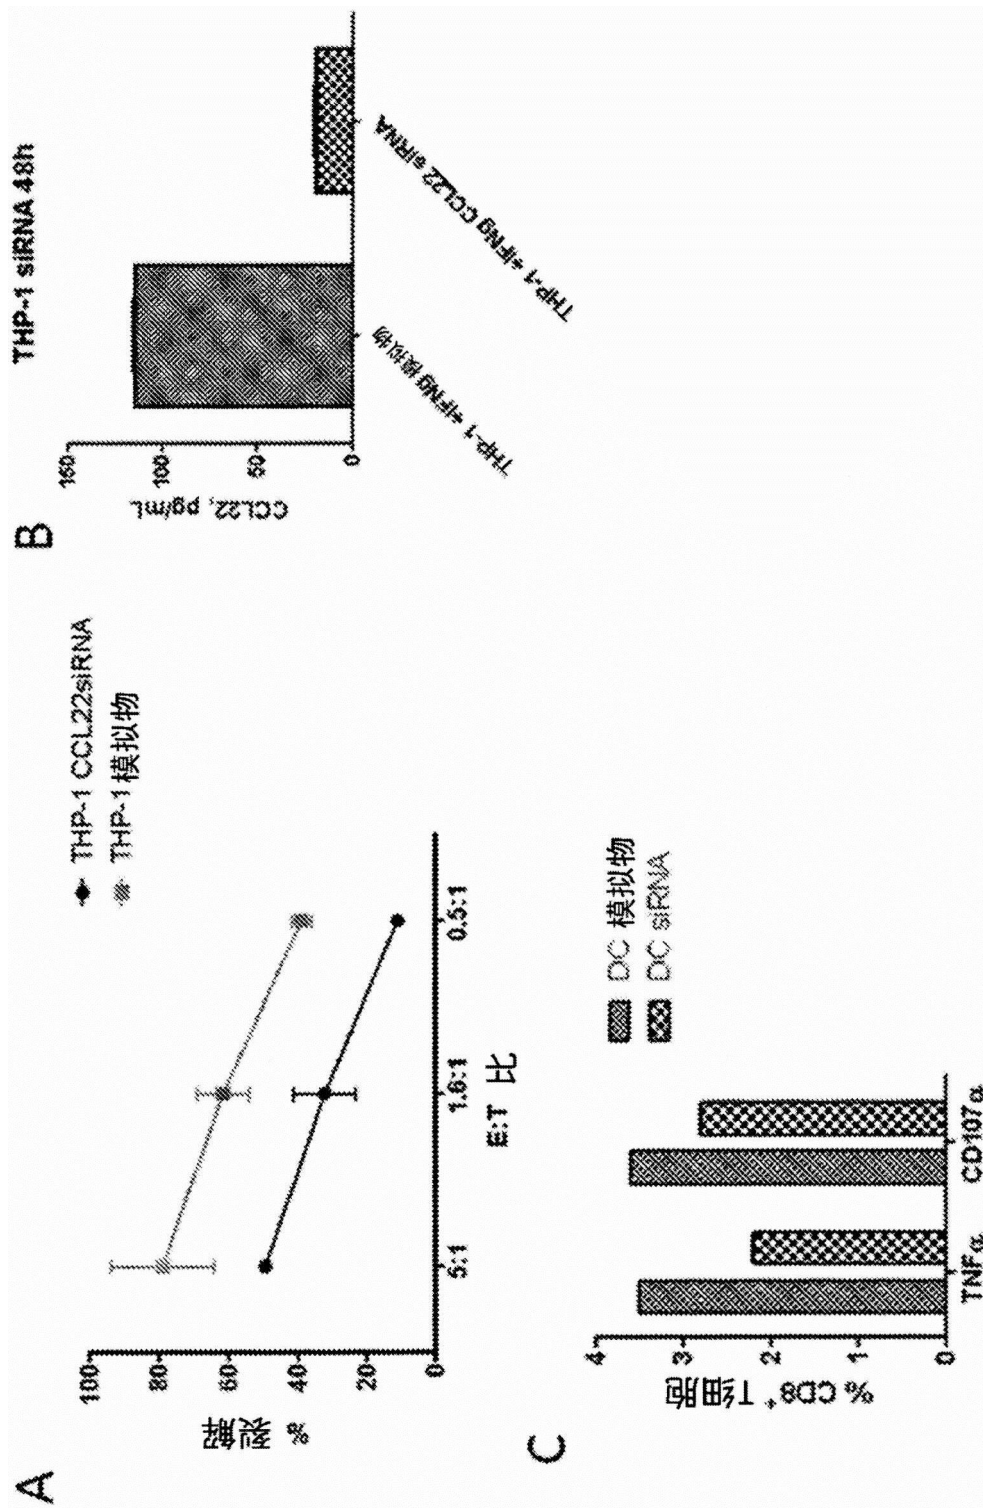 A
% 裂解
100
80
60
40
20
0
5:1
1.6:1
0.5:1
E:T 比
THP-1 CCL22siRNA
THP-1模拟物
B
THP-1 siRNA 48h
CCL22, pg/mL
150
100
50
0
THP-1 +IFNg 模拟物
THP-1 +IFNg CCL22 siRNA
C
% CD8+ T细胞
4
3
2
1
0
TNFα
CD107α
DC 模拟物
DC siRNA